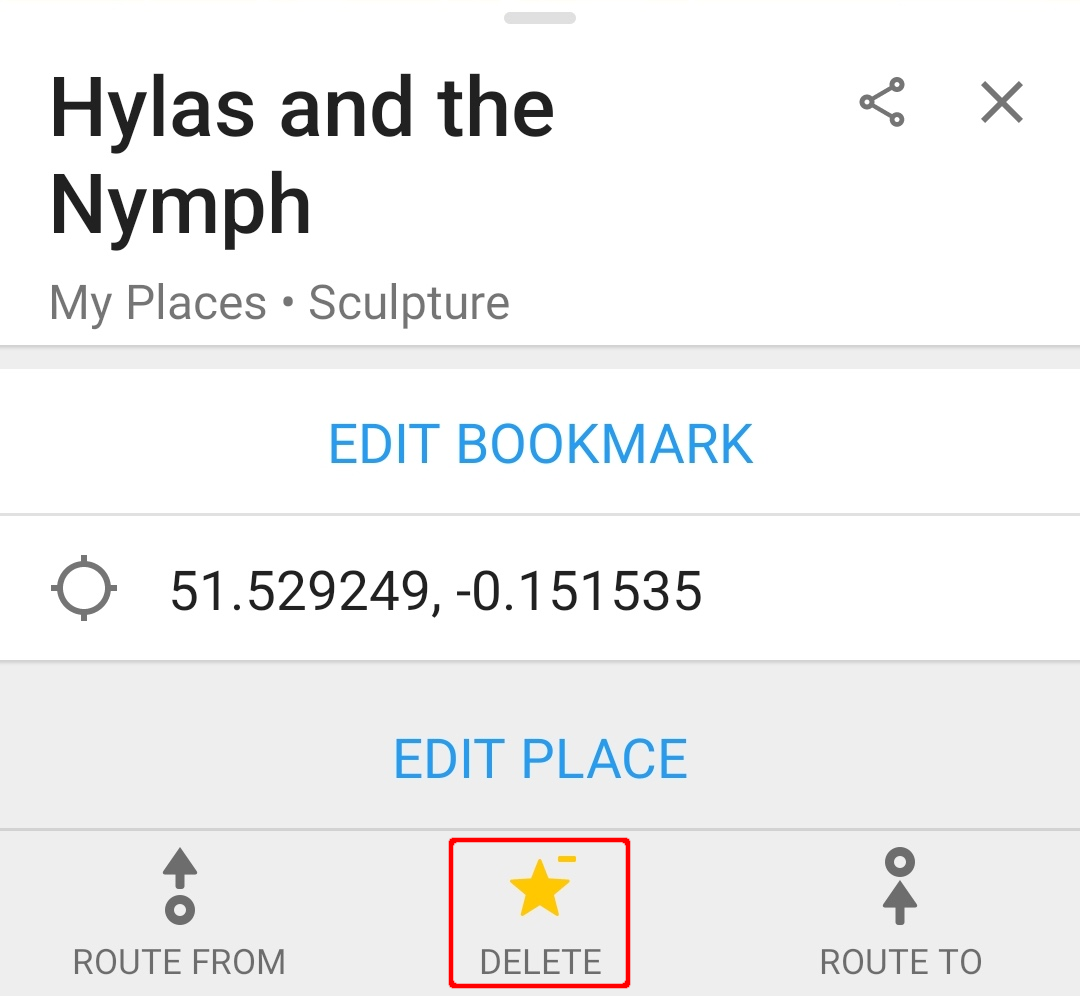 Hylas and the
Nymph
My Places • Sculpture
EDIT BOOKMARK
51.529249, -0.151535
EDIT PLACE
ROUTE FROM
DELETE
ROUTE TO